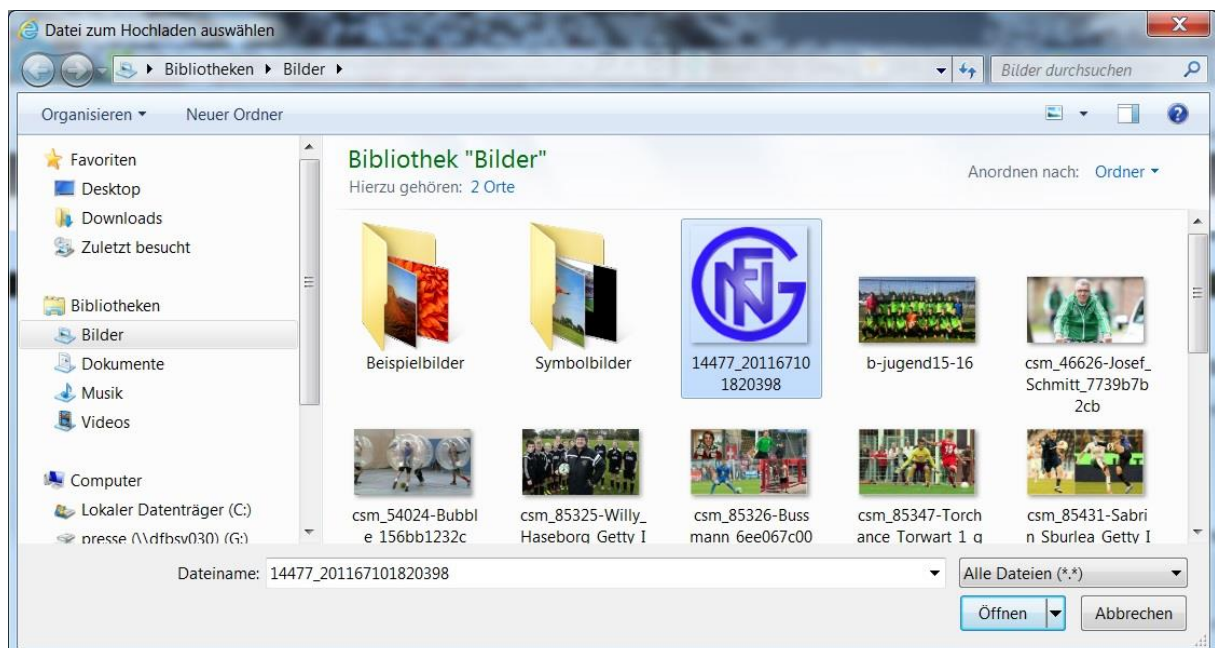 Datei zum Hochladen auswählen
Bibliotheken Bilder
Bilder durchsuchen
Organisieren Neuer Ordner
Favoriten
Desktop
Downloads
Zuletzt besucht
Bibliotheken
Bilder
Dokumente
Musik
Videos
Computer
Lokaler Datenträger (C:)
presse (\\dfbsv030) (G:)
Bibliothek "Bilder"
Hierzu gehören: 2 Orte
Anordnen nach: Ordner
Beispielbilder
Symbolbilder
14477_20116710
1820398
b-jugend15-16
csm_46626-Josef_
Schmitt_7739b7b
2cb
csm_54024-Bubbl
e 156bb1232c
csm_85325-Willy_
Haseborg Getty I
csm_85326-Buss
mann 6ee067c00
csm_85347-Torch
ance Torwart 1 g
csm_85431-Sabri
n Sburlea Getty I
Dateiname: 14477_201167101820398
Alle Dateien (*.*)
Öffnen Abbrechen